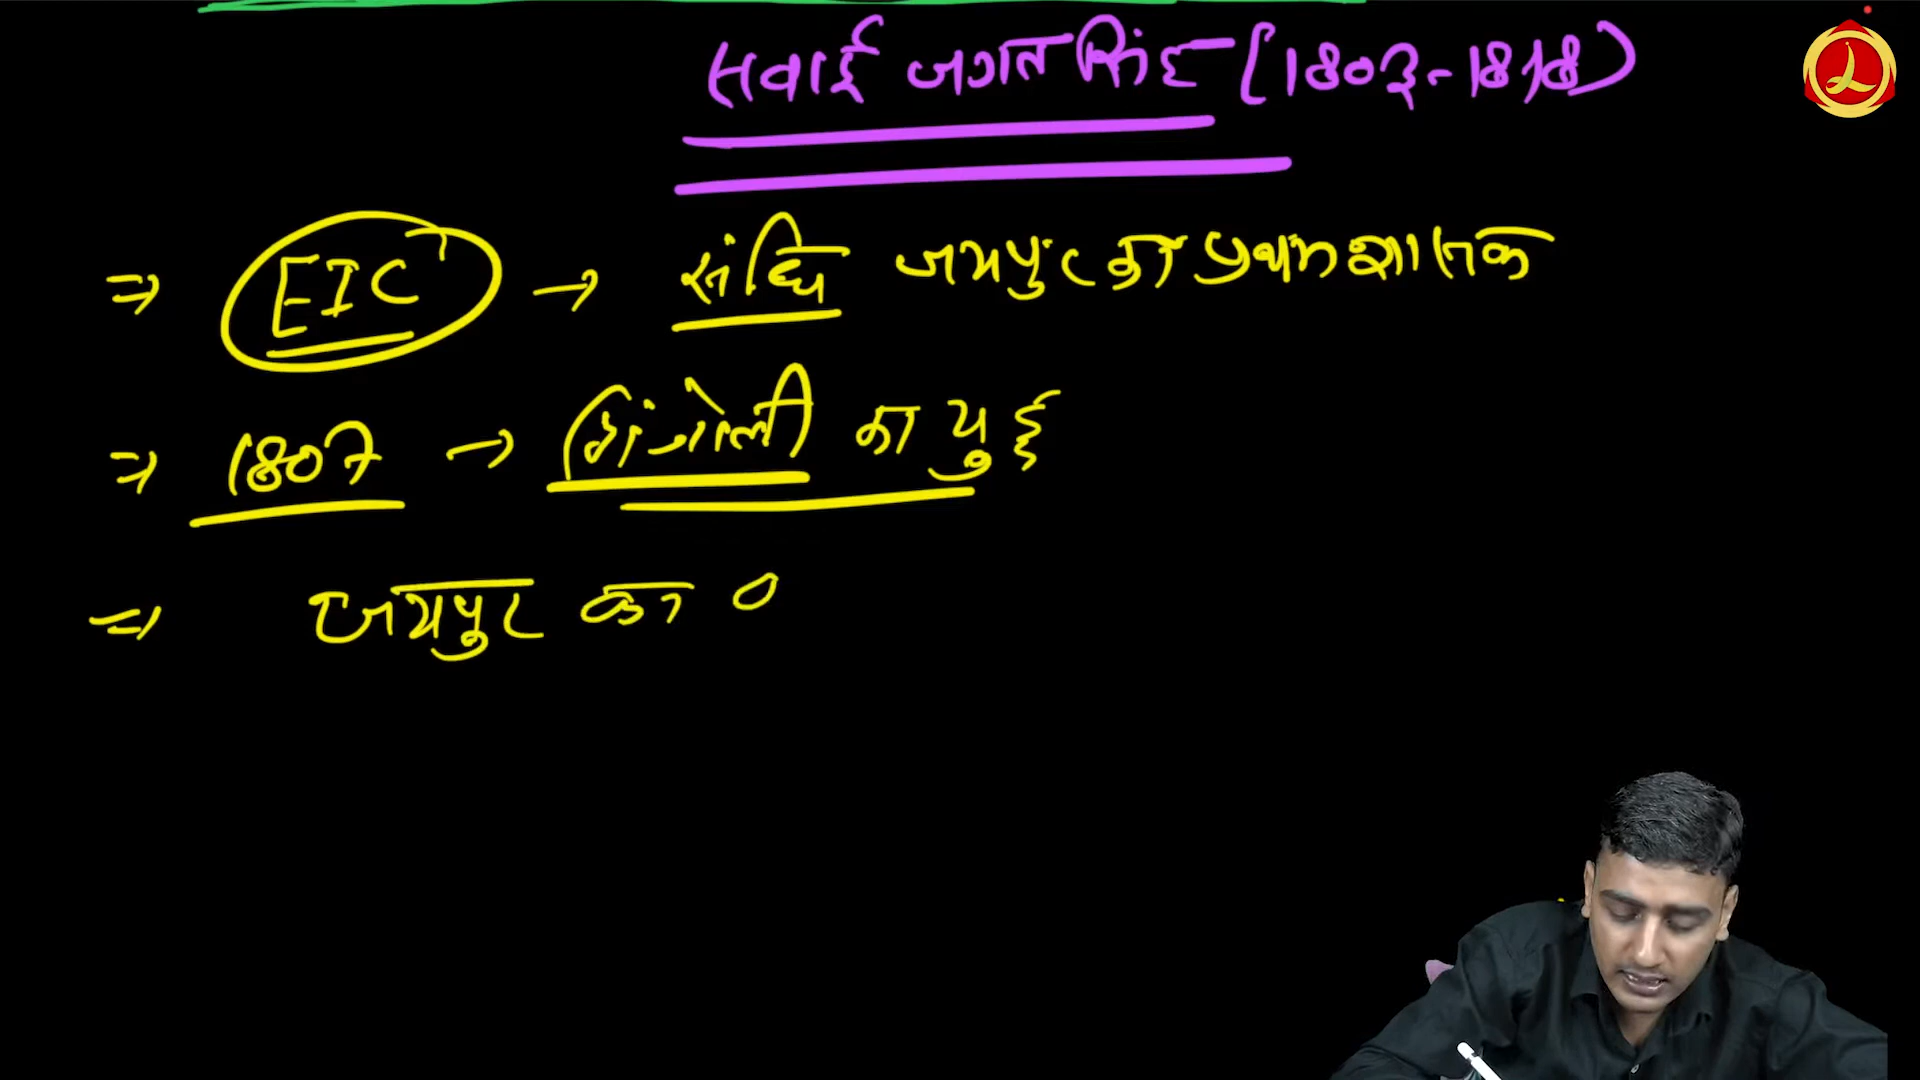 सवाई जगत सिंह (1803-1818)
⇒ EIC → संधि जयपुर का प्रथम शासक
⇒ 1807 → गिंगोली का युद्ध
⇒ जयपुर का